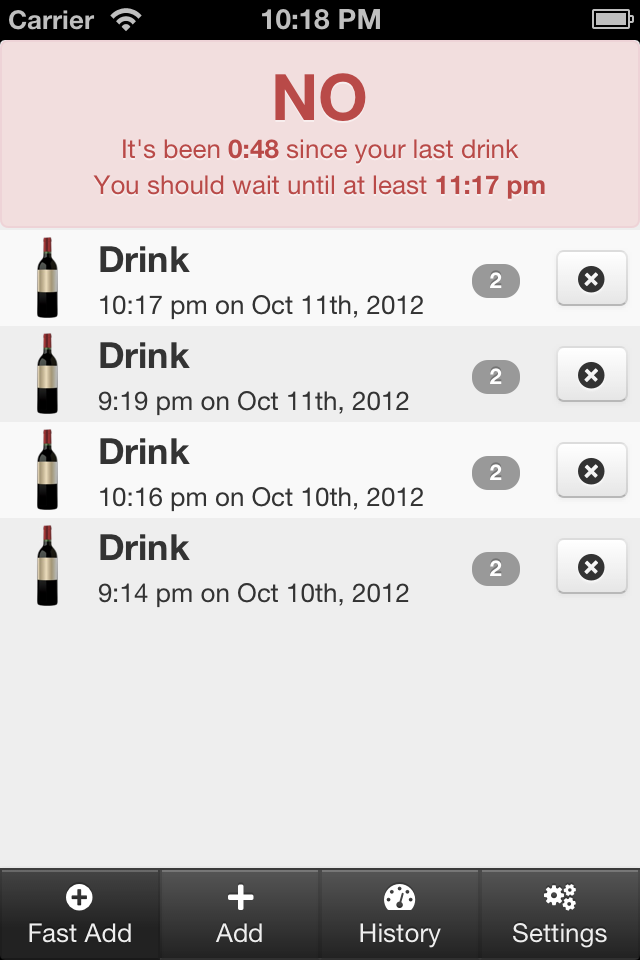 Carrier 10:18 PM
NO
It's been 0:48 since your last drink
You should wait until at least 11:17 pm
Drink
2
10:17 pm on Oct 11th, 2012
Drink
2
9:19 pm on Oct 11th, 2012
Drink
2
10:16 pm on Oct 10th, 2012
Drink
2
9:14 pm on Oct 10th, 2012
Fast Add Add History Settings